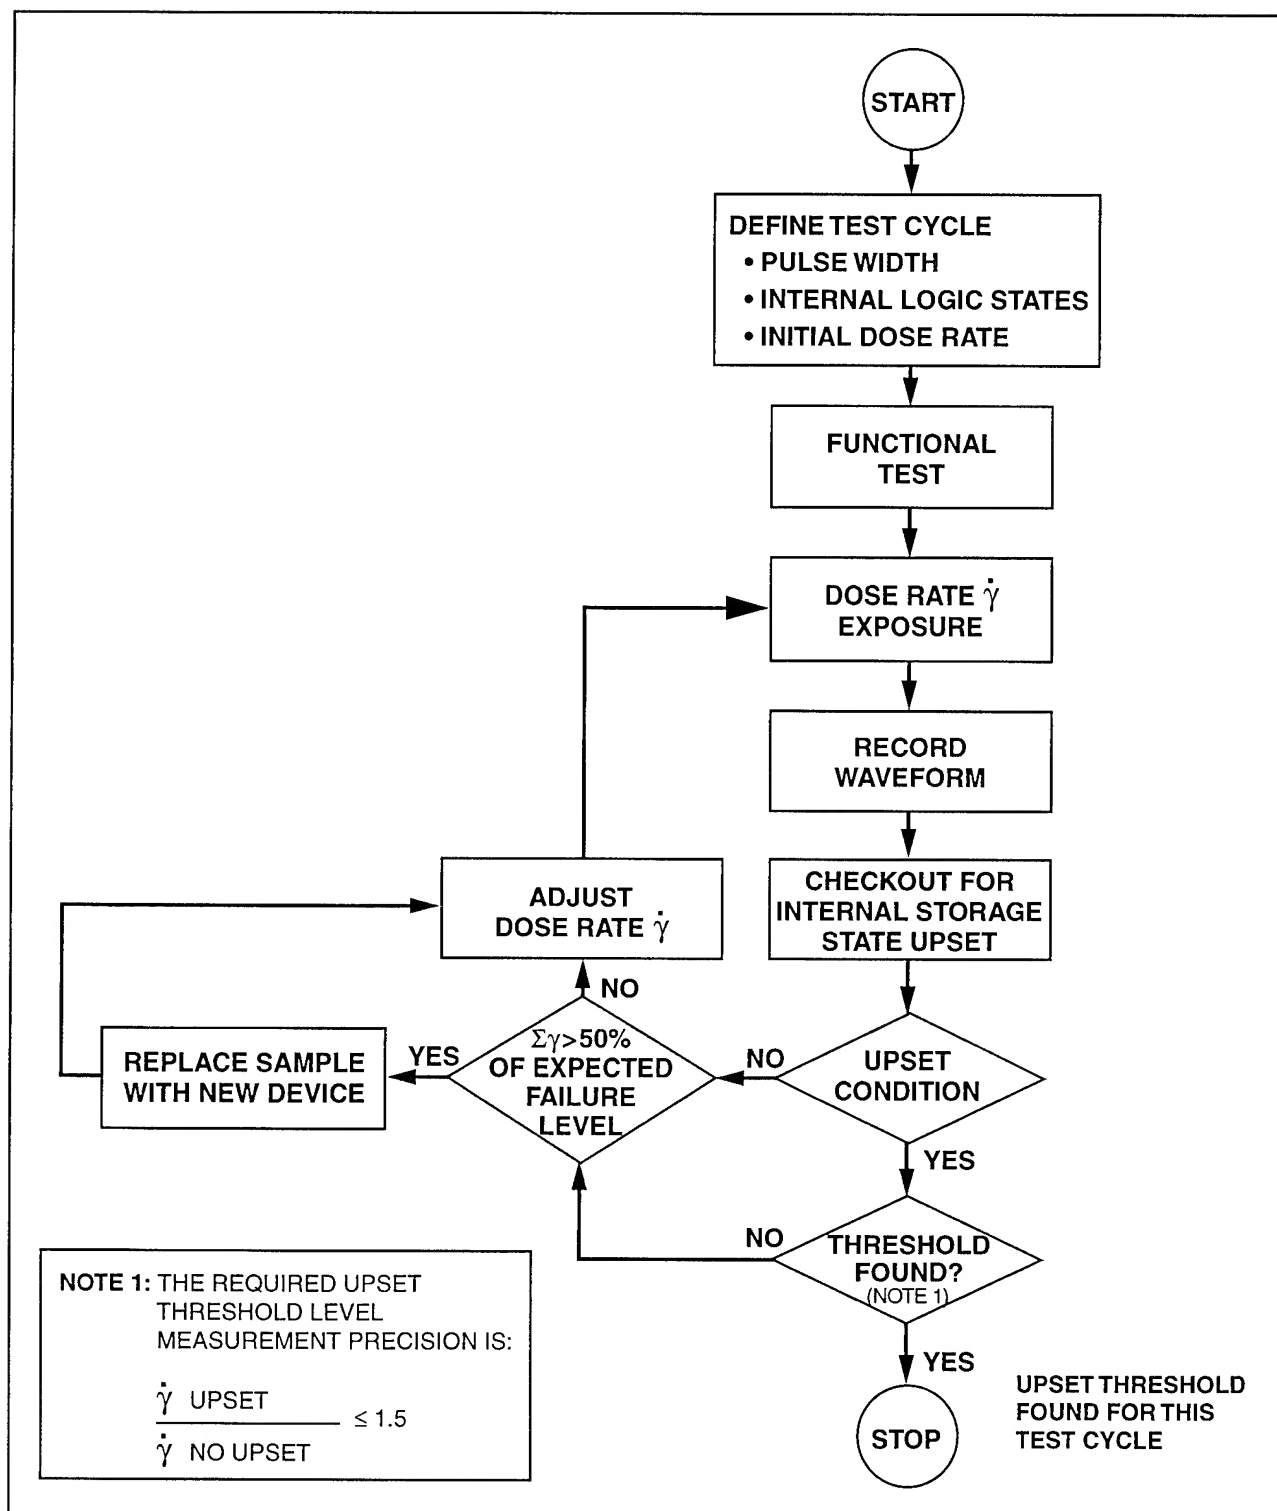 START
DEFINE TEST CYCLE
• PULSE WIDTH
• INTERNAL LOGIC STATES
• INITIAL DOSE RATE
FUNCTIONAL
TEST
DOSE RATE γ̇
EXPOSURE
RECORD
WAVEFORM
CHECKOUT FOR
INTERNAL STORAGE
STATE UPSET
ADJUST
DOSE RATE γ̇
NO
Σγ>50%
OF EXPECTED
FAILURE
LEVEL
YES
REPLACE SAMPLE
WITH NEW DEVICE
NO
UPSET
CONDITION
YES
NO
THRESHOLD
FOUND?
(NOTE 1)
YES
STOP
UPSET THRESHOLD
FOUND FOR THIS
TEST CYCLE
NOTE 1: THE REQUIRED UPSET
THRESHOLD LEVEL
MEASUREMENT PRECISION IS:
γ̇ UPSET
≤ 1.5
γ̇ NO UPSET